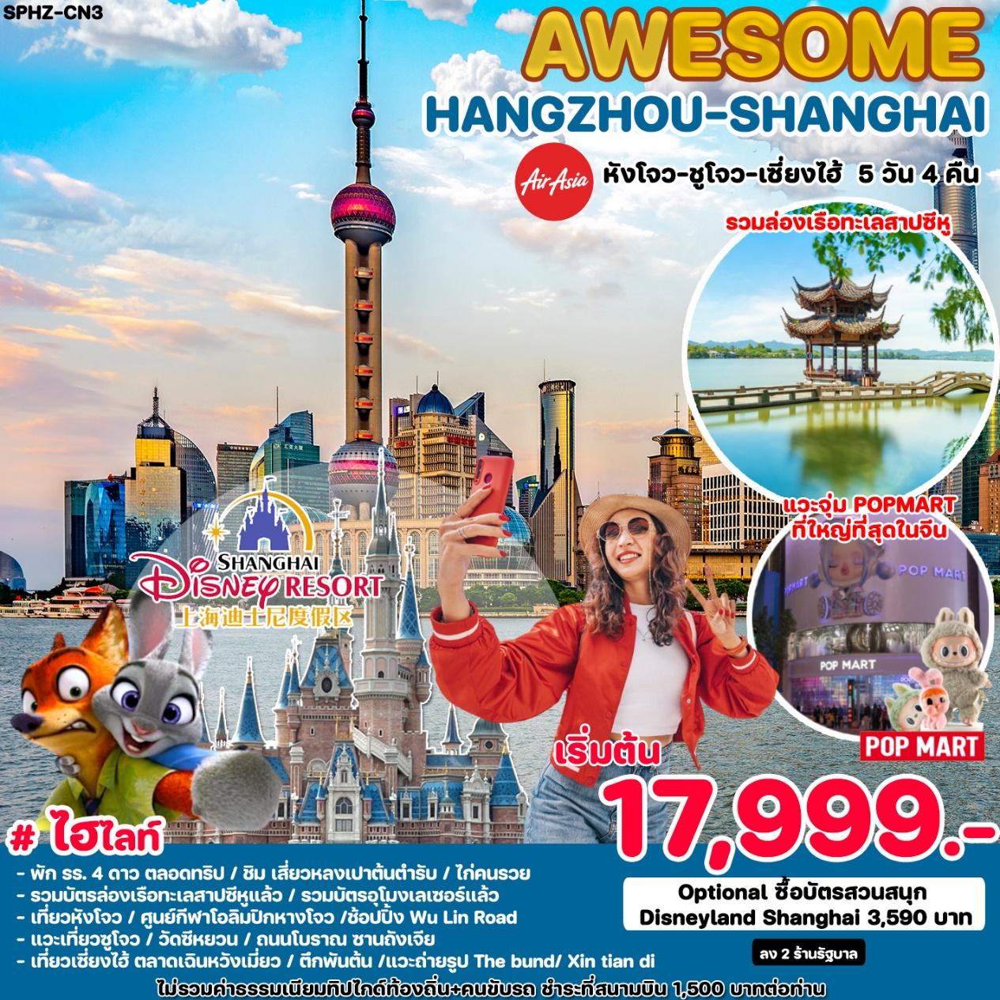 SPHZ-CN3
AWESOME
HANGZHOU-SHANGHAI
AirAsia
หังโจว-ซูโจว-เซี่ยงไฮ้ 5 วัน 4 คืน
รวมล่องเรือทะเลสาปซีหู
แวะจุ่ม POPMART
ที่ใหญ่ที่สุดในจีน
POP MART
POP MART
POP MART
SHANGHAI
Disney RESORT
上海迪士尼度假区
เริ่มต้น
17,999.-
# ไฮไลท์
- พัก รร. 4 ดาว ตลอดทริป / ชิม เสี่ยวหลงเปาต้นตำรับ / ไก่คนรวย
- รวมบัตรล่องเรือทะเลสาปซีหูแล้ว / รวมบัตรอุโมงเลเซอร์แล้ว
- เที่ยวหังโจว / ศูนย์กีฬาโอลิมปิกหางโจว /ช้อปปิ้ง Wu Lin Road
- แวะเที่ยวซูโจว / วัดซีหยวน / ถนนโบราณ ซานถังเจีย
- เที่ยวเซี่ยงไฮ้ ตลาดเฉินหวังเมี่ยว / ตึกพันต้น /แวะถ่ายรูป The bund/ Xin tian di
Optional ซื้อบัตรสวนสนุก
Disneyland Shanghai 3,590 บาท
ลง 2 ร้านรัฐบาล
ไม่รวมค่าธรรมเนียมทิปไกด์ท้องถิ่น+คนขับรถ ชำระที่สนามบิน 1,500 บาทต่อท่าน